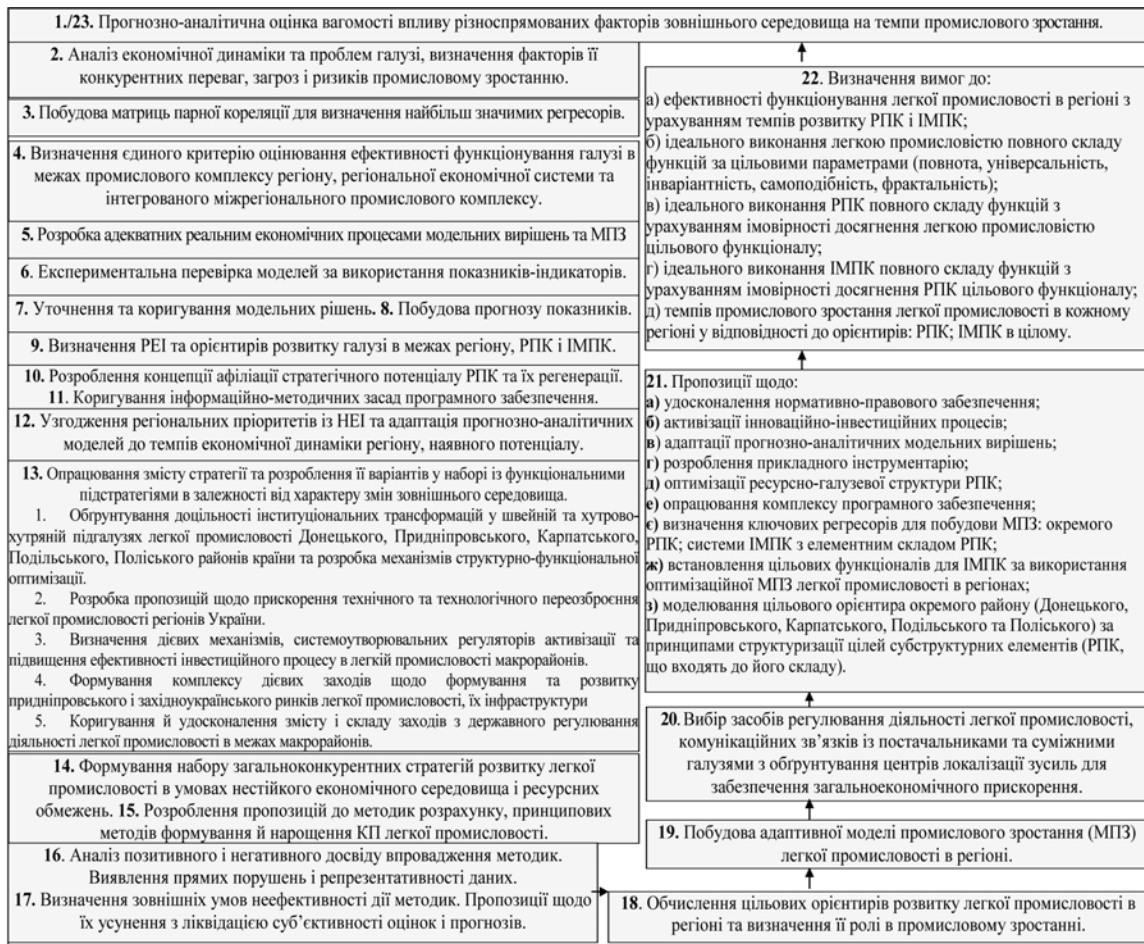 1./23. Прогнозно-аналітична оцінка вагомості впливу різноспрямованих факторів зовнішнього середовища на темпи промислового зростання.
2. Аналіз економічної динаміки та проблем галузі, визначення факторів її
конкурентних переваг, загроз і ризиків промисловому зростанню.
3. Побудова матриць парної кореляції для визначення найбільш значимих регресорів.
4. Визначення єдиного критерію оцінювання ефективності функціонування галузі в
межах промислового комплексу регіону, регіональної економічної системи та
інтегрованого міжрегіонального промислового комплексу.
5. Розробка адекватних реальним економічних процесами модельних вирішень та МПЗ
6. Експериментальна перевірка моделей за використання показників-індикаторів.
7. Уточнення та коригування модельних рішень. 8. Побудова прогнозу показників.
9. Визначення РЕІ та орієнтирів розвитку галузі в межах регіону, РПК і ІМПК.
10. Розроблення концепції афіліації стратегічного потенціалу РПК та їх регенерації.
11. Коригування інформаційно-методичних засад програмного забезпечення.
12. Узгодження регіональних пріоритетів із НЕІ та адаптація прогнозно-аналітичних
моделей до темпів економічної динаміки регіону, наявного потенціалу.
13. Опрацювання змісту стратегії та розроблення її варіантів у наборі із функціональними
підстратегіями в залежності від характеру змін зовнішнього середовища.
1. Обґрунтування доцільності інституціональних трансформацій у швейній та хутрово-
хутряній підгалузях легкої промисловості Донецького, Придніпровського, Карпатського,
Подільського, Поліського районів країни та розробка механізмів структурно-функціональної
оптимізації.
2. Розробка пропозицій щодо прискорення технічного та технологічного переозброєння
легкої промисловості регіонів України.
3. Визначення дієвих механізмів, системоутворювальних регуляторів активізації та
підвищення ефективності інвестиційного процесу в легкій промисловості макрорайонів.
4 Формування комплексу дієвих заходів щодо формування та розвитку
придніпровського і західноукраїнського ринків легкої промисловості, їх інфраструктури
5. Коригування й удосконалення змісту і складу заходів з державного регулювання
діяльності легкої промисловості в межах макрорайонів.
14. Формування набору загальноконкурентних стратегій розвитку легкої
промисловості в умовах нестійкого економічного середовища і ресурсних
обмежень. 15. Розроблення пропозицій до методик розрахунку, принципових
методів формування й нарощення КП легкої промисловості.
16. Аналіз позитивного і негативного досвіду впровадження методик.
Виявлення прямих порушень і репрезентативності даних.
17. Визначення зовнішніх умов неефективності дії методик. Пропозиції щодо
їх усунення з ліквідацією суб’єктивності оцінок і прогнозів.
18. Обчислення цільових орієнтирів розвитку легкої промисловості в
регіоні та визначення її ролі в промисловому зростанні.
19. Побудова адаптивної моделі промислового зростання (МПЗ)
легкої промисловості в регіоні.
20. Вибір засобів регулювання діяльності легкої промисловості,
комунікаційних зв’язків із постачальниками та суміжними
галузями з обґрунтування центрів локалізації зусиль для
забезпечення загальноекономічного прискорення.
21. Пропозиції щодо:
а) удосконалення нормативно-правового забезпечення;
б) активізації інноваційно-інвестиційних процесів;
в) адаптації прогнозно-аналітичних модельних вирішень;
г) розроблення прикладного інструментарію;
д) оптимізації ресурсно-галузевої структури РПК;
е) опрацювання комплексу програмного забезпечення;
є) визначення ключових регресорів для побудови МПЗ: окремого
РПК; системи ІМПК з елементним складом РПК;
ж) встановлення цільових функціоналів для ІМПК за використання
оптимізаційної МПЗ легкої промисловості в регіонах;
з) моделювання цільового орієнтира окремого району (Донецького,
Придніпровського, Карпатського, Подільського та Поліського) за
принципами структуризації цілей субструктурних елементів (РПК,
що входять до його складу).
22. Визначення вимог до:
а) ефективності функціонування легкої промисловості в регіоні з
урахуванням темпів розвитку РПК і ІМПК;
б) ідеального виконання легкою промисловістю повного складу
функцій за цільовими параметрами (повнота, універсальність,
інваріантність, самоподібність, фрактальність);
в) ідеального виконання РПК повного складу функцій з
урахуванням імовірності досягнення легкою промисловістю
цільового функціоналу;
г) ідеального виконання ІМПК повного складу функцій з
урахуванням імовірності досягнення РПК цільового функціоналу;
д) темпів промислового зростання легкої промисловості в кожному
регіоні у відповідності до орієнтирів: РПК; ІМПК в цілому.